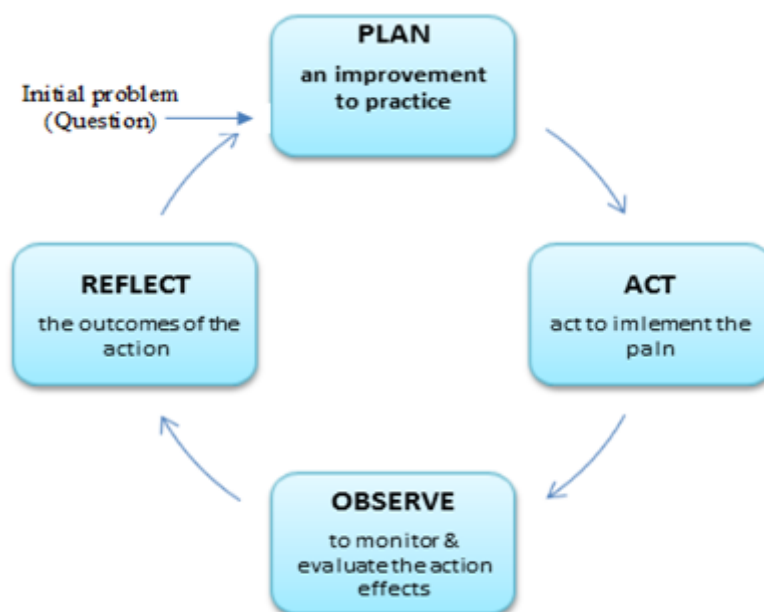 PLAN
an improvement
to practice
Initial problem
(Question)
REFLECT
the outcomes of the
action
ACT
act to imlement the
paln
OBSERVE
to monitor &
evaluate the action
effects